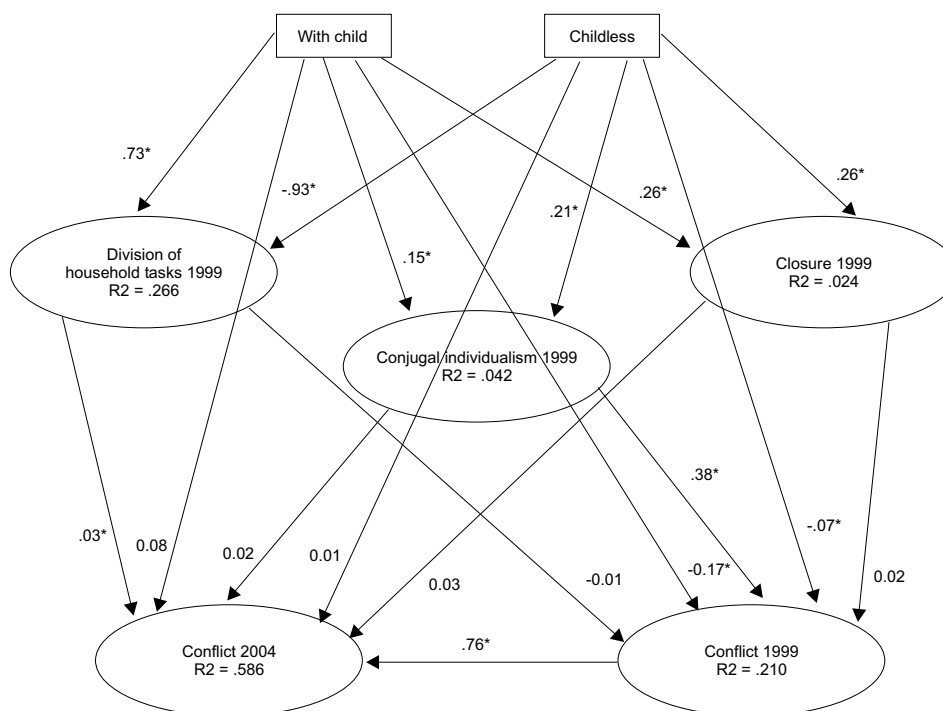 With child
Childless
.73*
-.93*
.15*
.21*
.26*
.26*
Division of
household tasks 1999
R2 = .266
Closure 1999
R2 = .024
Conjugal individualism 1999
R2 = .042
.38*
.03*
0.08
0.02
0.01
0.03
-0.01
-0.17*
-.07*
0.02
.76*
Conflict 2004
R2 = .586
Conflict 1999
R2 = .210